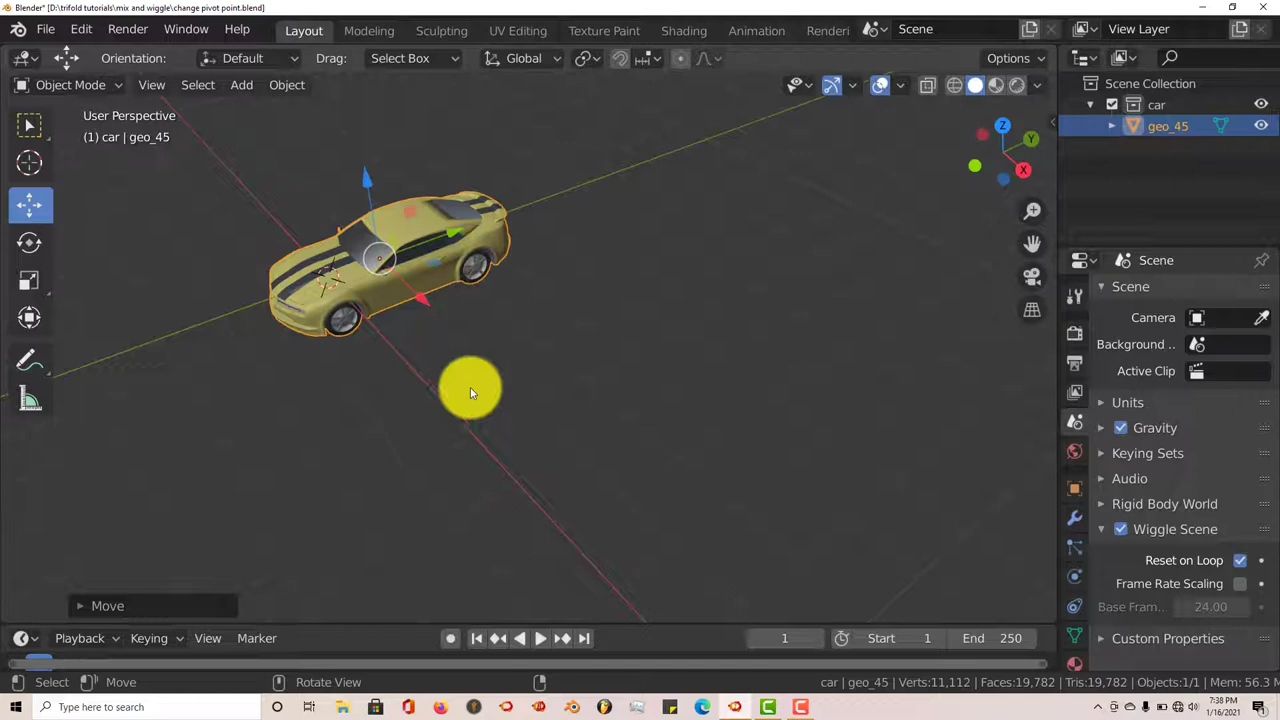 Blender* [D:\trifold tutorials\mix and wiggle\change pivot point.blend]
File Edit Render Window Help Layout Modeling Sculpting UV Editing Texture Paint Shading Animation Renderi Scene View Layer
Orientation: Default Drag: Select Box Global Options
Object Mode View Select Add Object
Scene Collection
car
geo_45
User Perspective
(1) car | geo_45
Z
Y
X
Scene
Scene
Camera
Background ..
Active Clip
Units
Gravity
Keying Sets
Audio
Rigid Body World
Wiggle Scene
Reset on Loop
Frame Rate Scaling
Base Fram.. 24.00
Custom Properties
Move
Playback Keying View Marker 1 Start 1 End 250
Select Move Rotate View car | geo_45 | Verts:11,112 | Faces:19,782 | Tris:19,782 | Objects:1/1 | Mem: 56.3 M
Type here to search
7:38 PM
1/16/2021